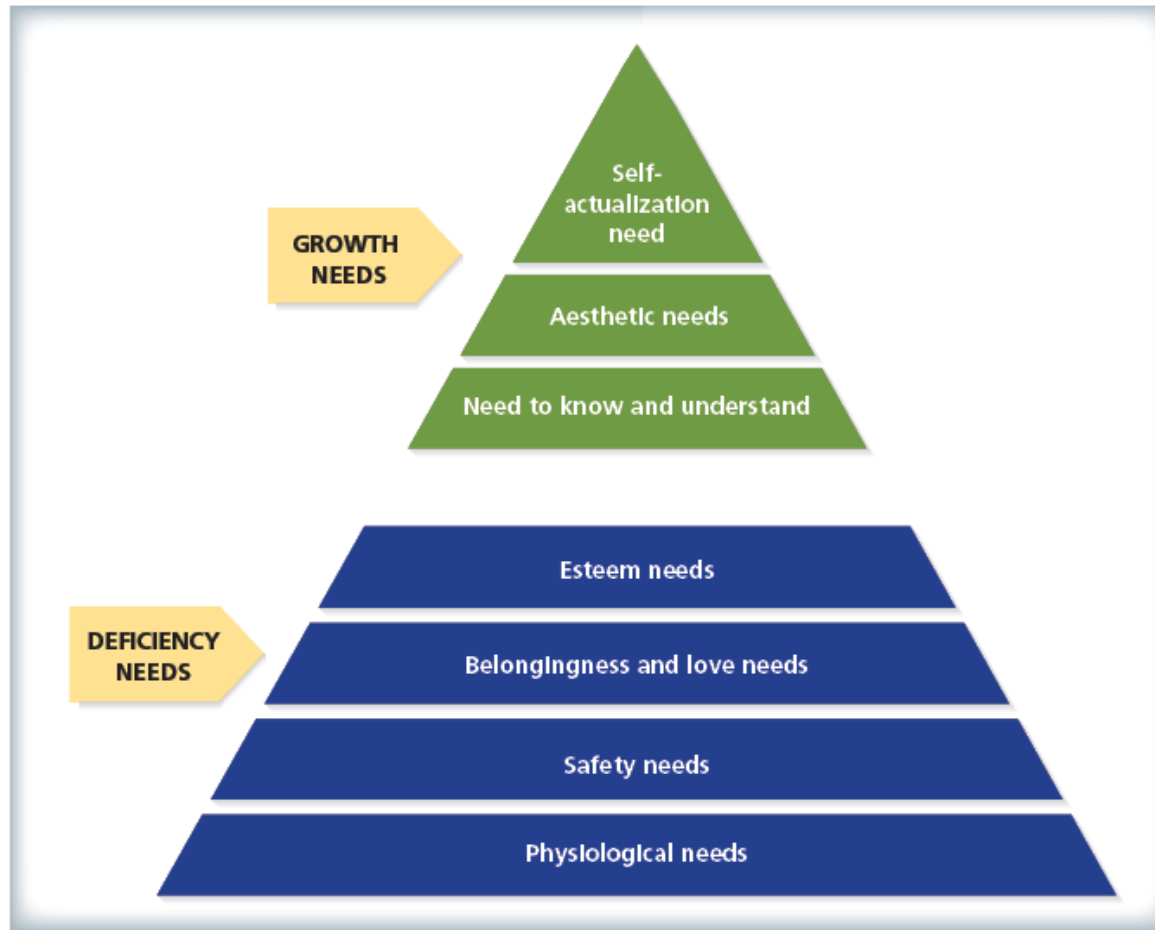 Self-
actualization
need
GROWTH
NEEDS
Aesthetic needs
Need to know and understand
Esteem needs
DEFICIENCY
NEEDS
Belongingness and love needs
Safety needs
Physiological needs